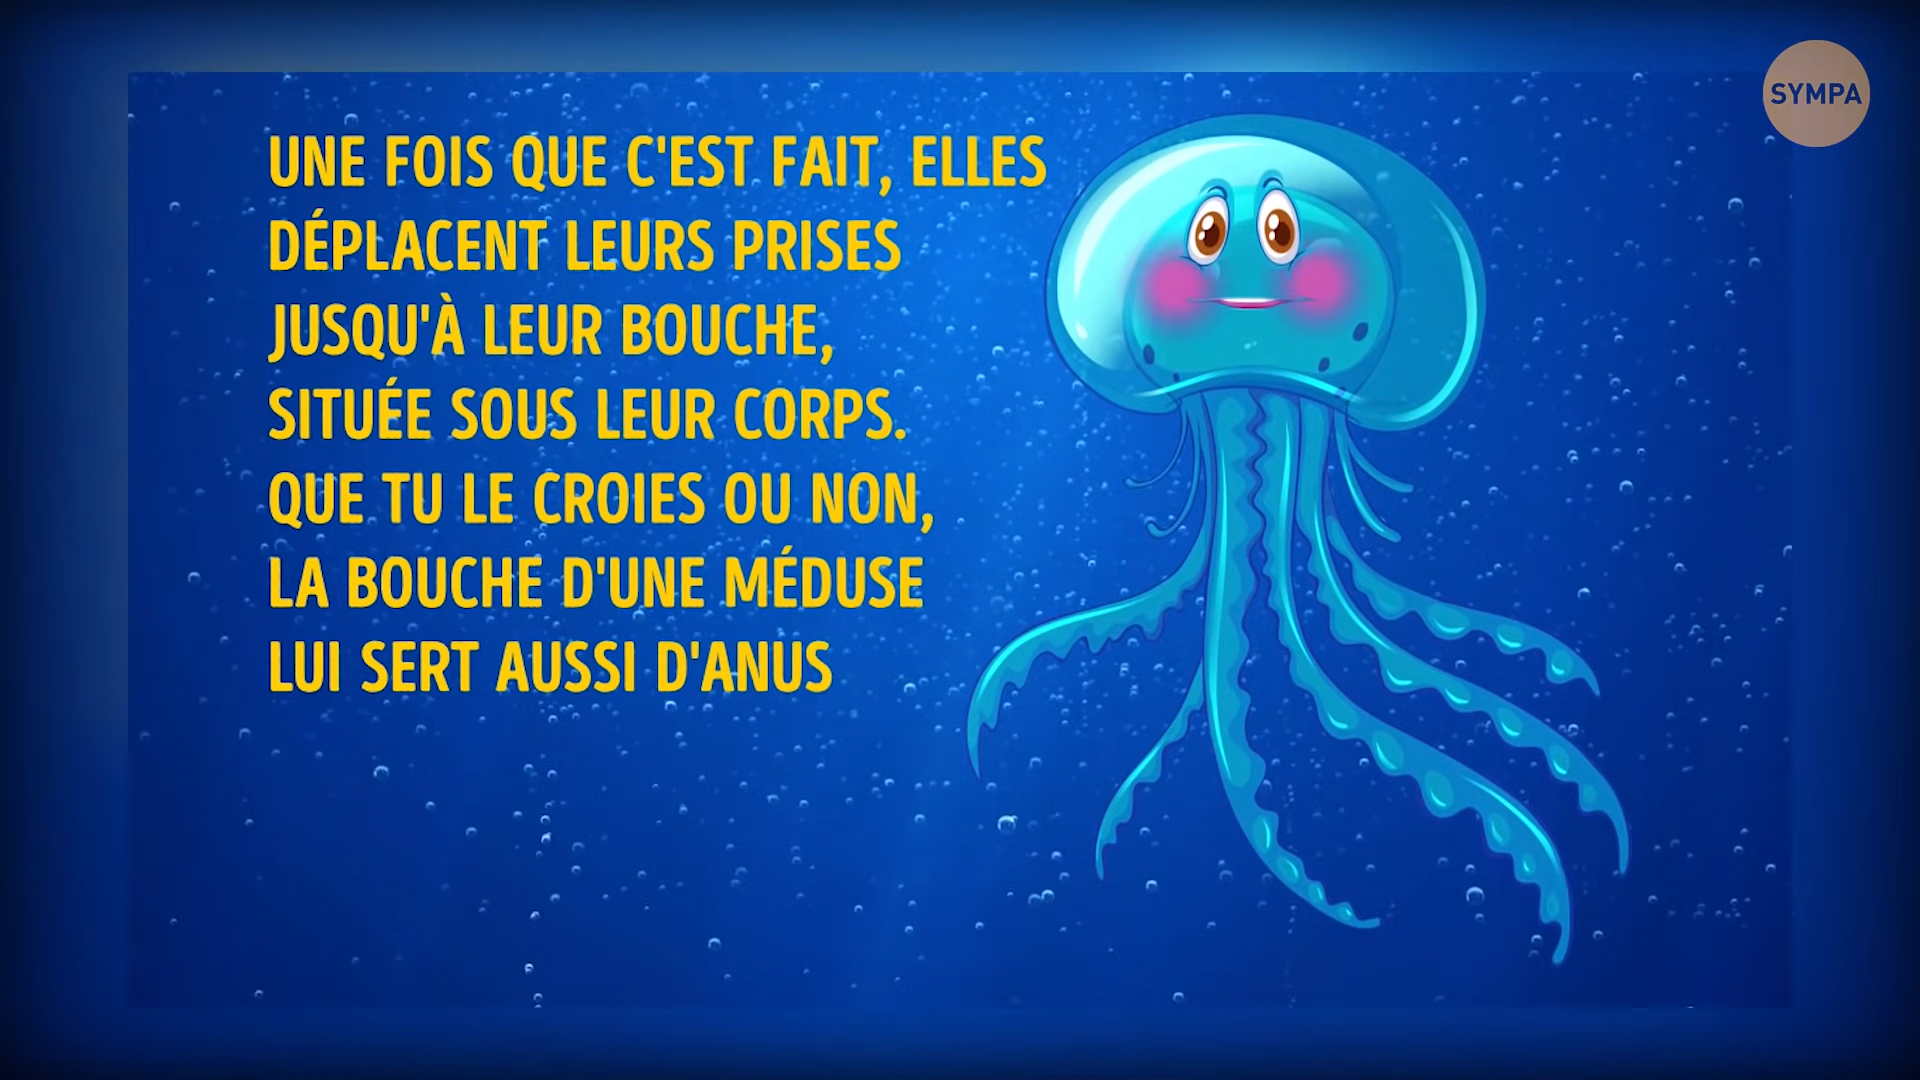 SYMPA
UNE FOIS QUE C'EST FAIT, ELLES
DÉPLACENT LEURS PRISES
JUSQU'À LEUR BOUCHE,
SITUÉE SOUS LEUR CORPS.
QUE TU LE CROIES OU NON,
LA BOUCHE D'UNE MÉDUSE
LUI SERT AUSSI D'ANUS